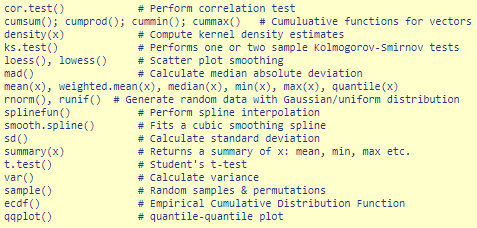 cor.test() # Perform correlation test
cumsum(); cumprod(); cummin(); cummax() # Cumuluative functions for vectors
density(x) # Compute kernel density estimates
ks.test() # Performs one or two sample Kolmogorov-Smirnov tests
loess(), lowess() # Scatter plot smoothing
mad() # Calculate median absolute deviation
mean(x), weighted.mean(x), median(x), min(x), max(x), quantile(x)
rnorm(), runif() # Generate random data with Gaussian/uniform distribution
splinefun() # Perform spline interpolation
smooth.spline() # Fits a cubic smoothing spline
sd() # Calculate standard deviation
summary(x) # Returns a summary of x: mean, min, max etc.
t.test() # Student's t-test
var() # Calculate variance
sample() # Random samples & permutations
ecdf() # Empirical Cumulative Distribution Function
qqplot() # quantile-quantile plot